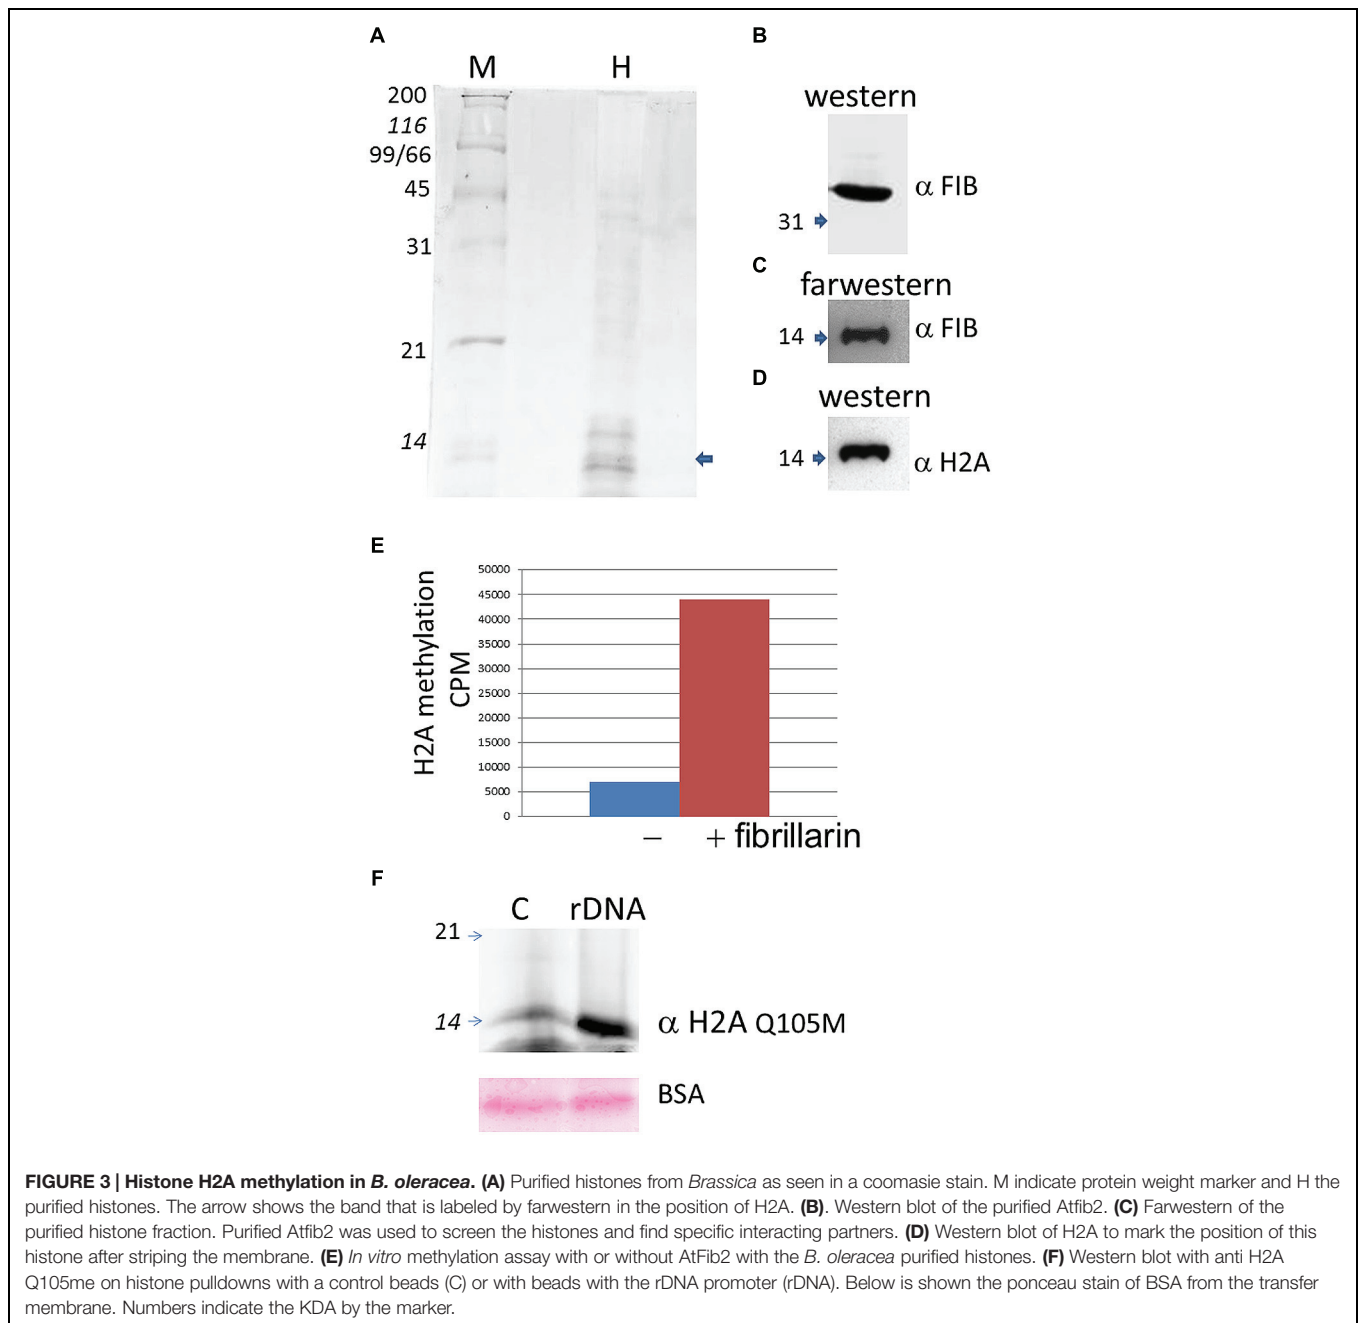 A
M H
200
116
99/66
45
31
21
14
B
western
α FIB
31
C
farwestern
α FIB
14
D
western
14
α H2A
E
H2A methylation
CPM
50000
45000
40000
35000
30000
25000
20000
15000
10000
5000
0
– + fibrillarin
F
C rDNA
21
14
α H2A Q105M
BSA
FIGURE 3 | Histone H2A methylation in B. oleracea. (A) Purified histones from Brassica as seen in a coomasie stain. M indicate protein weight marker and H the
purified histones. The arrow shows the band that is labeled by farwestern in the position of H2A. (B). Western blot of the purified Atfib2. (C) Farwestern of the
purified histone fraction. Purified Atfib2 was used to screen the histones and find specific interacting partners. (D) Western blot of H2A to mark the position of this
histone after striping the membrane. (E) In vitro methylation assay with or without AtFib2 with the B. oleracea purified histones. (F) Western blot with anti H2A
Q105me on histone pulldowns with a control beads (C) or with beads with the rDNA promoter (rDNA). Below is shown the ponceau stain of BSA from the transfer
membrane. Numbers indicate the KDA by the marker.